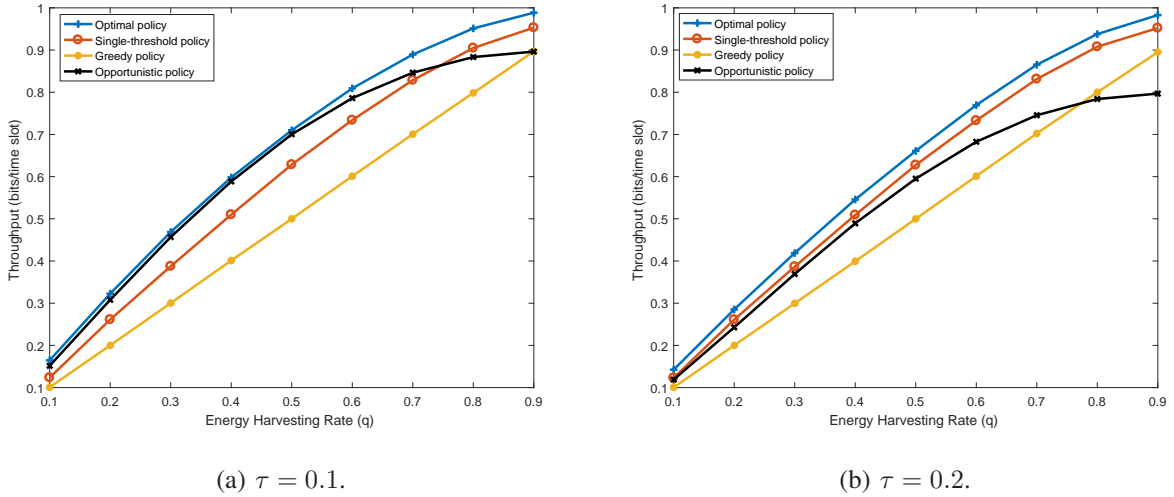 Optimal policy
Single-threshold policy
Greedy policy
Opportunistic policy
Throughput (bits/time slot)
1
0.9
0.8
0.7
0.6
0.5
0.4
0.3
0.2
0.1
0.1 0.2 0.3 0.4 0.5 0.6 0.7 0.8 0.9
Energy Harvesting Rate (q)
(a) τ = 0.1.
Optimal policy
Single-threshold policy
Greedy policy
Opportunistic policy
Throughput (bits/time slot)
1
0.9
0.8
0.7
0.6
0.5
0.4
0.3
0.2
0.1
0.1 0.2 0.3 0.4 0.5 0.6 0.7 0.8 0.9
Energy Harvesting Rate (q)
(b) τ = 0.2.